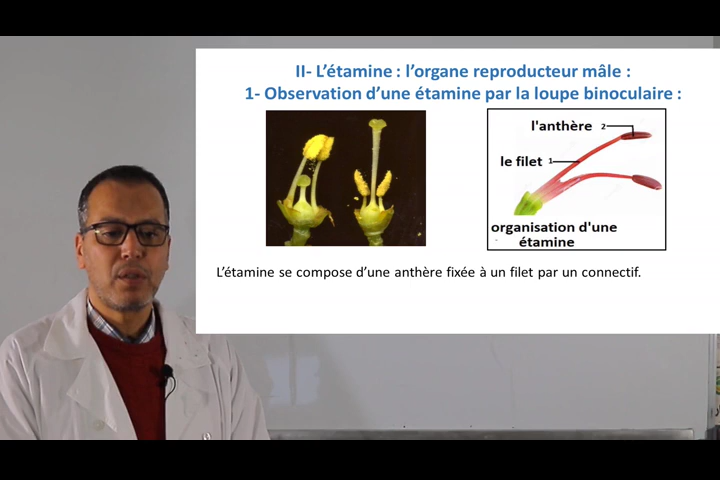 II- L’étamine : l’organe reproducteur mâle :
1- Observation d’une étamine par la loupe binoculaire :
l'anthère 2
le filet 1
organisation d'une
étamine
L’étamine se compose d’une anthère fixée à un filet par un connectif.